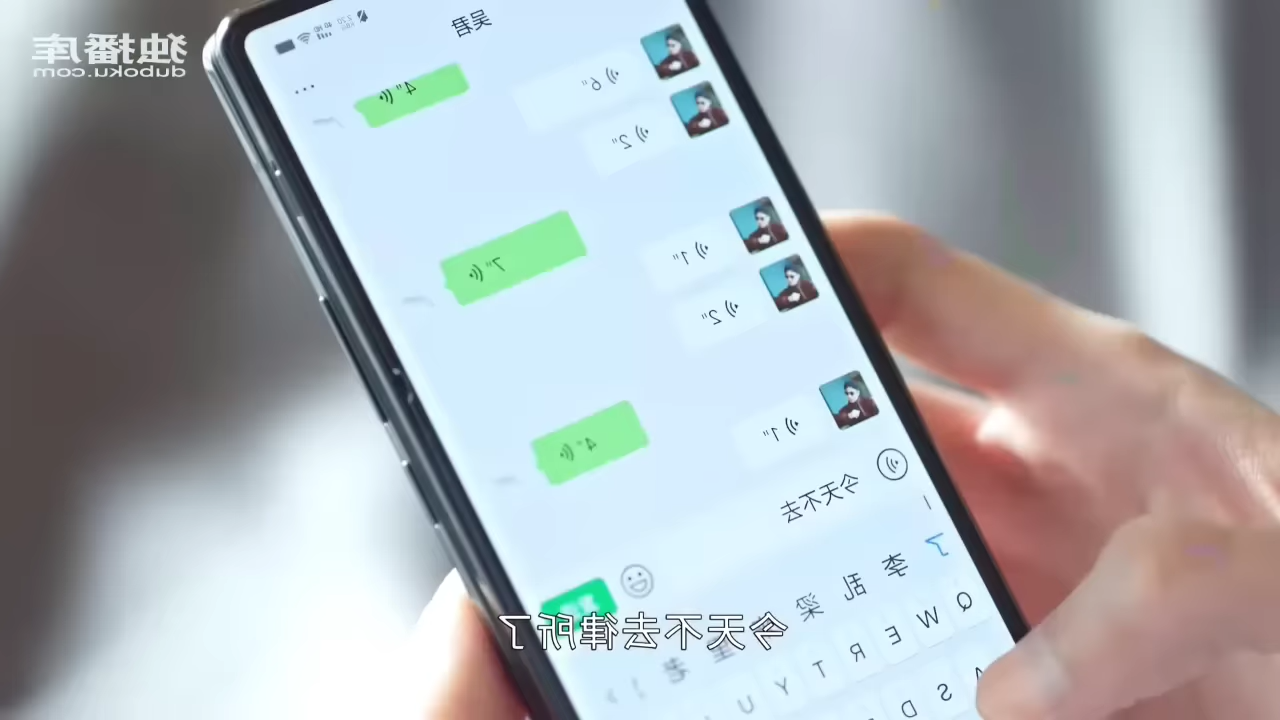 独播库
duboku.com
吴君
6"
4"
2"
1"
7"
2"
1"
4"
今天不去
了 李 乱 梁
Q W E R T Y U
A S D
今天不去律所了